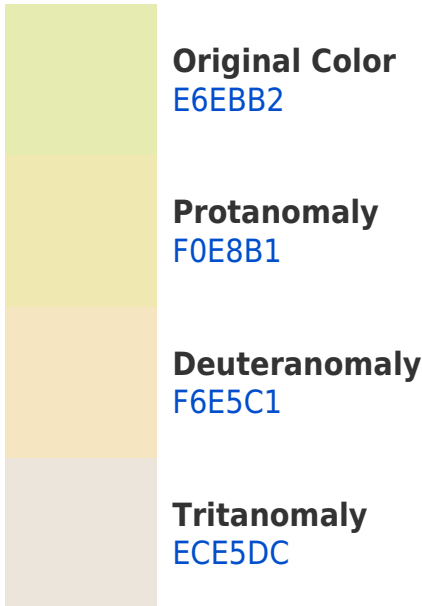 Original Color
E6EBB2
Protanomaly
F0E8B1
Deuteranomaly
F6E5C1
Tritanomaly
ECE5DC